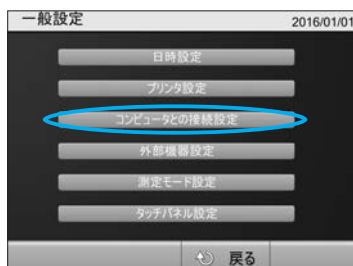 一般設定 2016/01/01
日時設定
プリンタ設定
コンピュータとの接続設定
外部機器設定
測定モード設定
タッチパネル設定
戻る